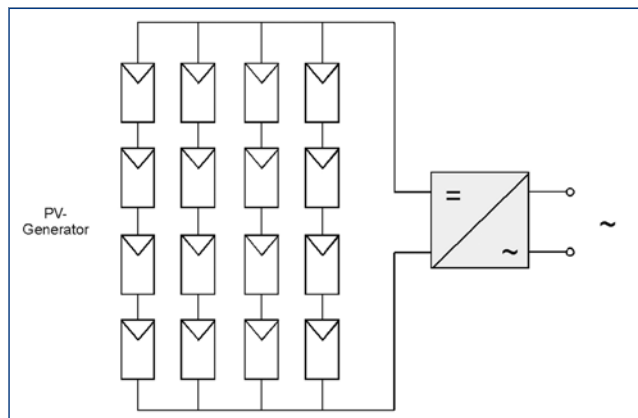 PV-
Generator
=
~
~